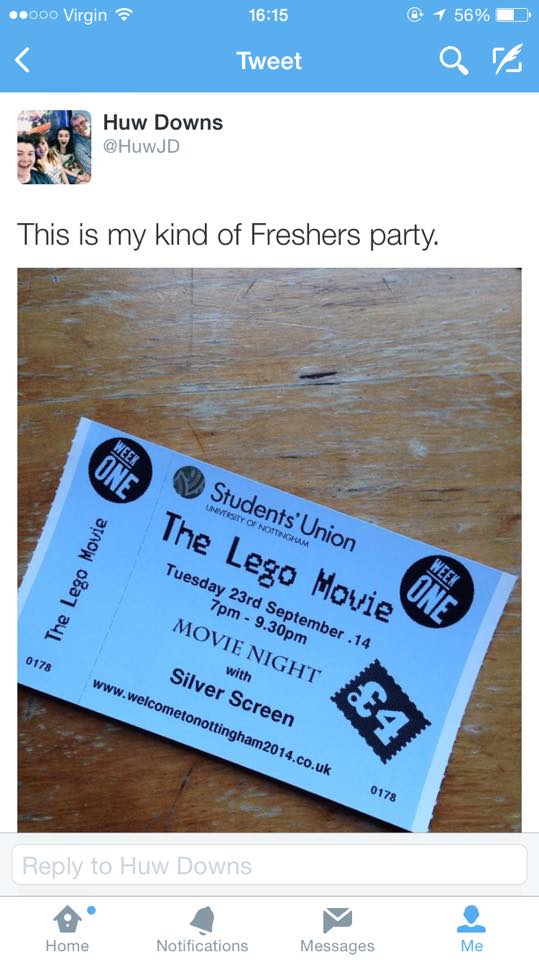 Virgin 16:15 56%
Tweet
Huw Downs
@HuwJD
This is my kind of Freshers party.
WEEK
ONE
The Lego Movie
0178
Students' Union
UNIVERSITY OF NOTTINGHAM
The Lego Movie
Tuesday 23rd September .14
7pm - 9.30pm
MOVIE NIGHT
with
Silver Screen
www.welcometonottingham2014.co.uk
WEEK
ONE
£4
0178
Reply to Huw Downs
Home Notifications Messages Me